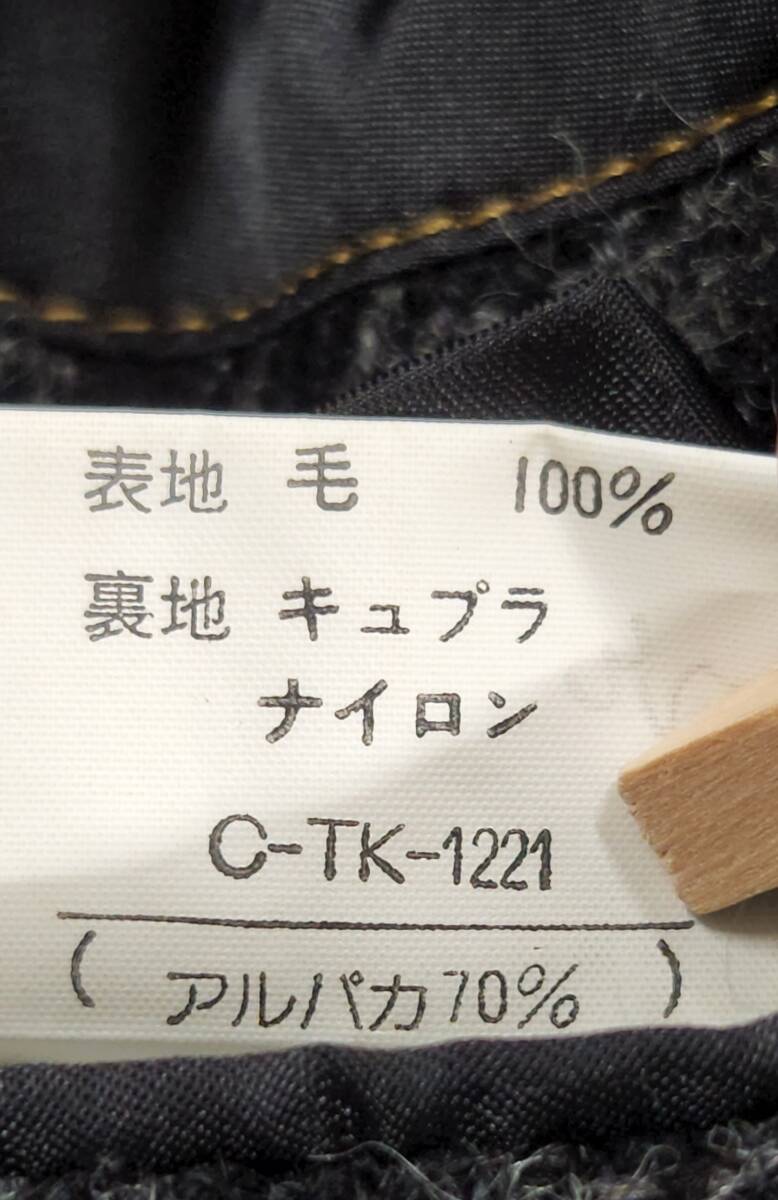 表地 毛 100%
裏地 キュプラ
ナイロン
C-TK-1221
( アルパカ70% )